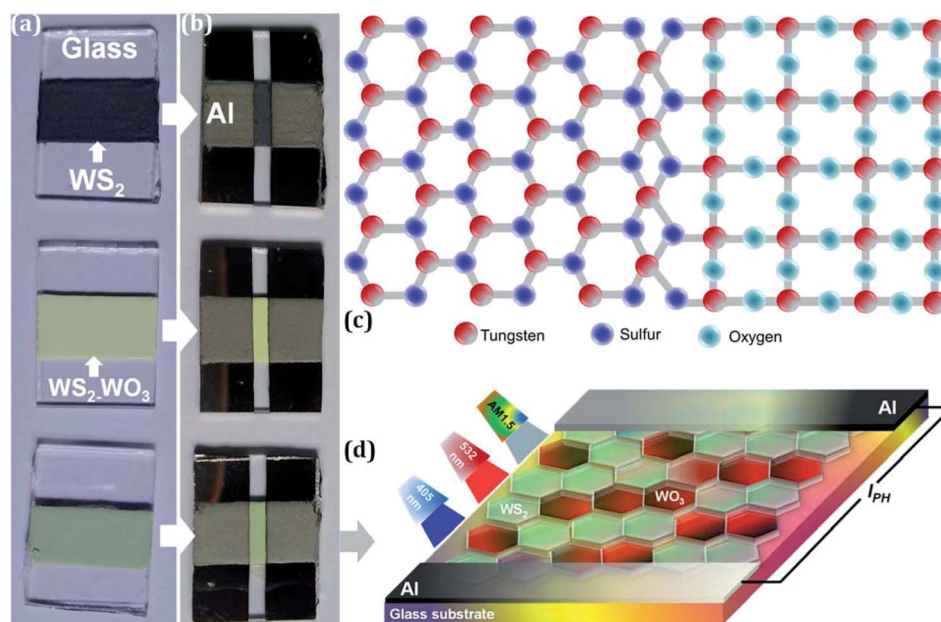 (a)
Glass
WS₂
WS₂-WO₃
(b)
Al
(c)
Tungsten
Sulfur
Oxygen
(d)
AM1.5
532
nm
405
nm
WS₂
WO₃
Al
Al
I_PH
Glass substrate